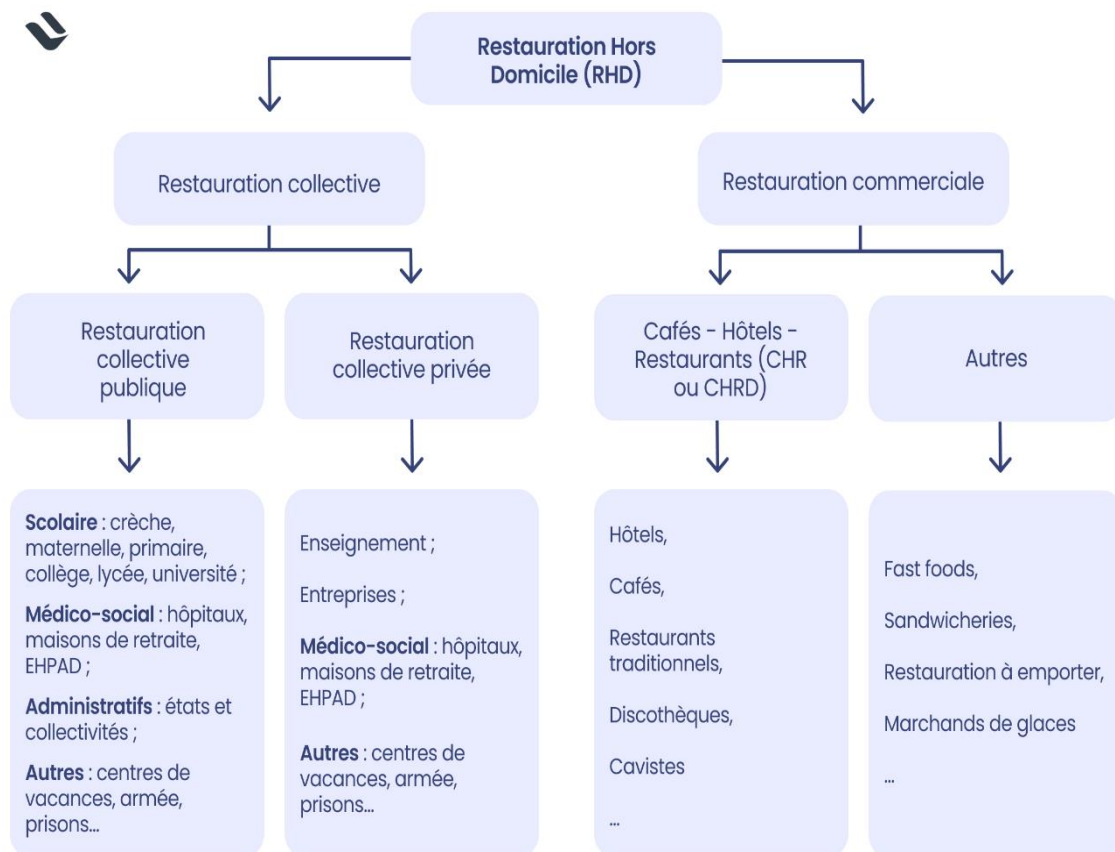 Restauration Hors
Domicile (RHD)
Restauration collective
Restauration commerciale
Restauration
collective
publique
Restauration
collective privée
Cafés - Hôtels -
Restaurants (CHR
ou CHRD)
Autres
Scolaire : crèche,
maternelle, primaire,
collège, lycée, université ;
Médico-social : hôpitaux,
maisons de retraite,
EHPAD ;
Administratifs : états et
collectivités ;
Autres : centres de
vacances, armée,
prisons...
Enseignement ;
Entreprises ;
Médico-social : hôpitaux,
maisons de retraite,
EHPAD ;
Autres : centres de
vacances, armée,
prisons...
Hôtels,
Cafés,
Restaurants
traditionnels,
Discothèques,
Cavistes
...
Fast foods,
Sandwicheries,
Restauration à emporter,
Marchands de glaces
...